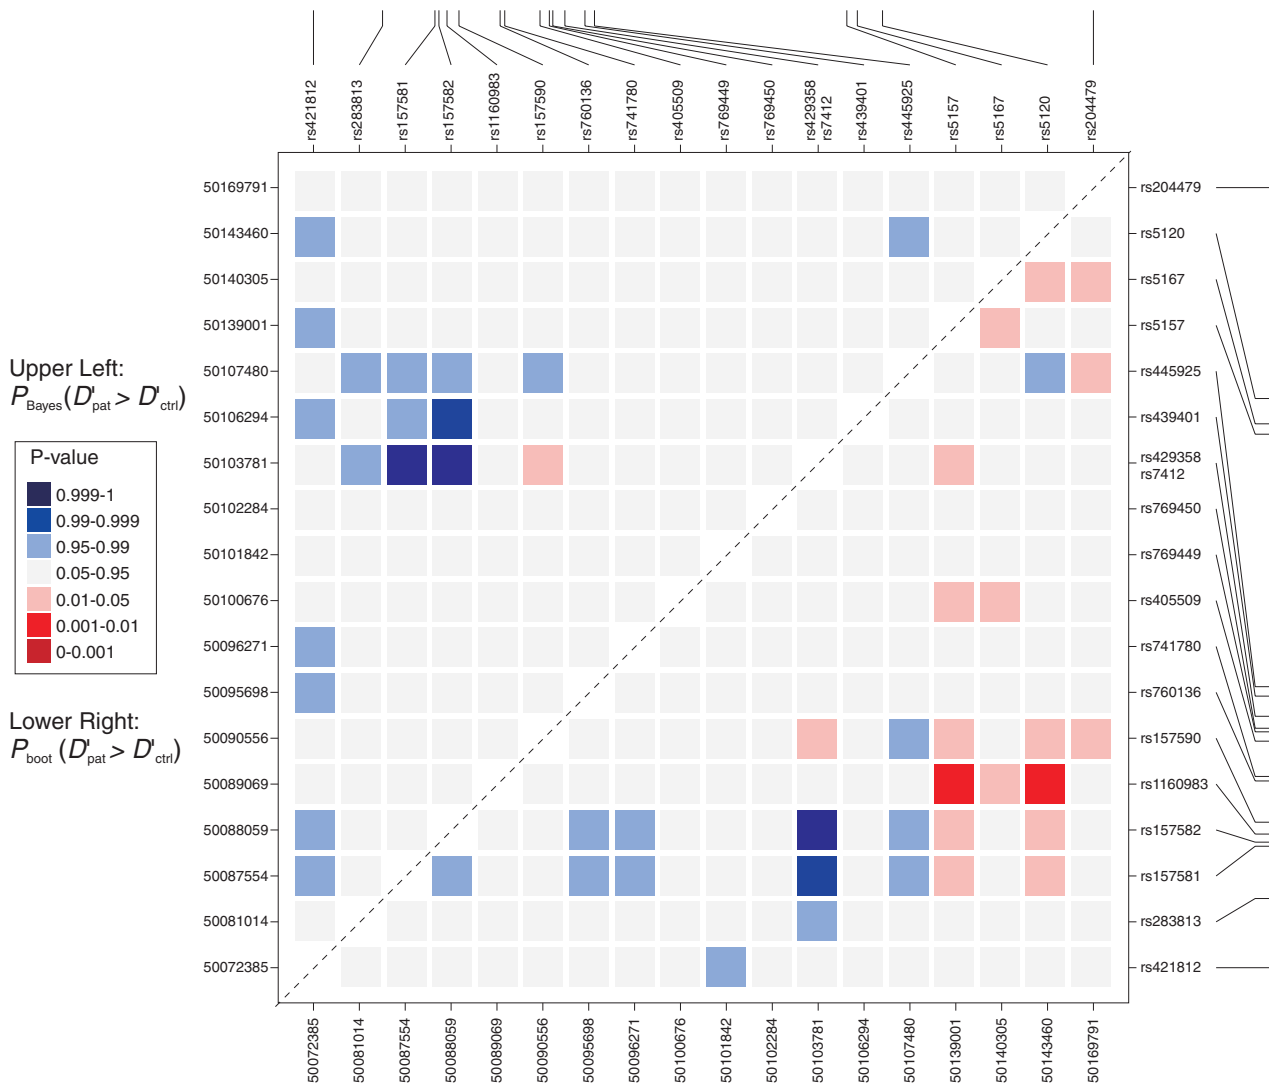 rs421812
rs283813
rs157581
rs157582
rs1160983
rs157590
rs760136
rs741780
rs405509
rs769449
rs769450
rs429358
rs7412
rs439401
rs445925
rs5157
rs5167
rs5120
rs204479
50169791
rs204479
50143460
rs5120
50140305
rs5167
50139001
rs5157
50107480
rs445925
50106294
rs439401
50103781
rs429358
rs7412
50102284
rs769450
50101842
rs769449
50100676
rs405509
50096271
rs741780
50095698
rs760136
50090556
rs157590
50089069
rs1160983
50088059
rs157582
50087554
rs157581
50081014
rs283813
50072385
rs421812
Upper Left:
P Bayes (D' pat > D' ctrl)
P-value
0.999-1
0.99-0.999
0.95-0.99
0.05-0.95
0.01-0.05
0.001-0.01
0-0.001
Lower Right:
P boot (D' pat > D' ctrl)
50072385
50081014
50087554
50088059
50089069
50090556
50095698
50096271
50100676
50101842
50102284
50103781
50106294
50107480
50139001
50140305
50143460
50169791